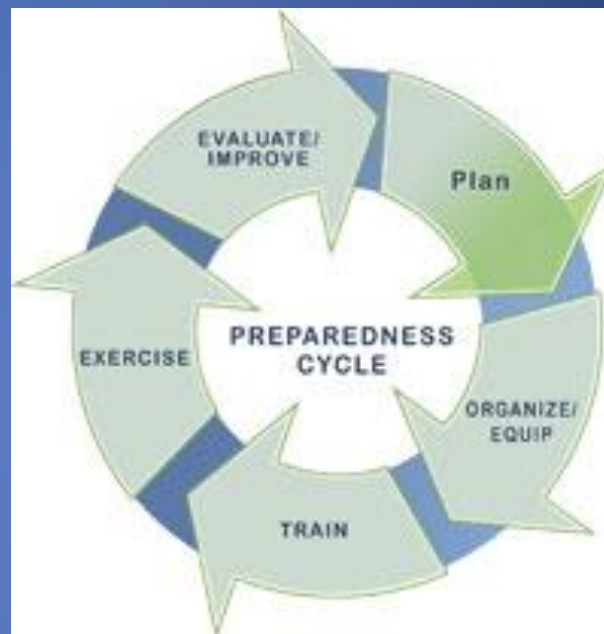 EVALUATE/
IMPROVE
Plan
PREPAREDNESS
CYCLE
EXERCISE
ORGANIZE/
EQUIP
TRAIN